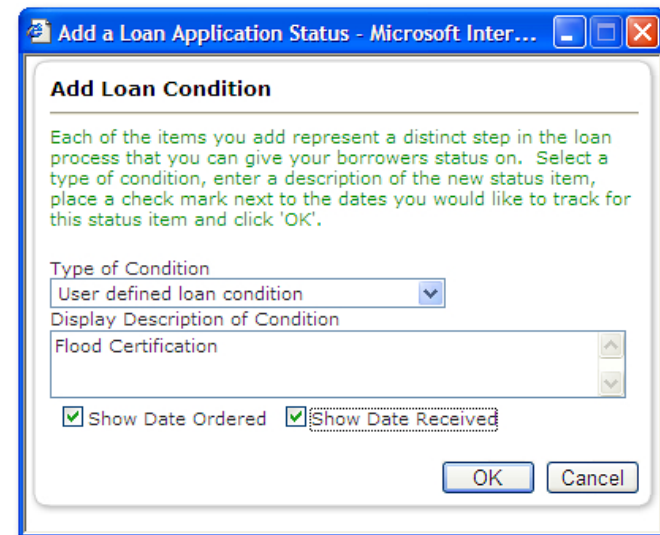 Add a Loan Application Status - Microsoft Inter...
Add Loan Condition
Each of the items you add represent a distinct step in the loan
process that you can give your borrowers status on. Select a
type of condition, enter a description of the new status item,
place a check mark next to the dates you would like to track for
this status item and click 'OK'.
Type of Condition
User defined loan condition
Display Description of Condition
Flood Certification
Show Date Ordered Show Date Received
OK Cancel